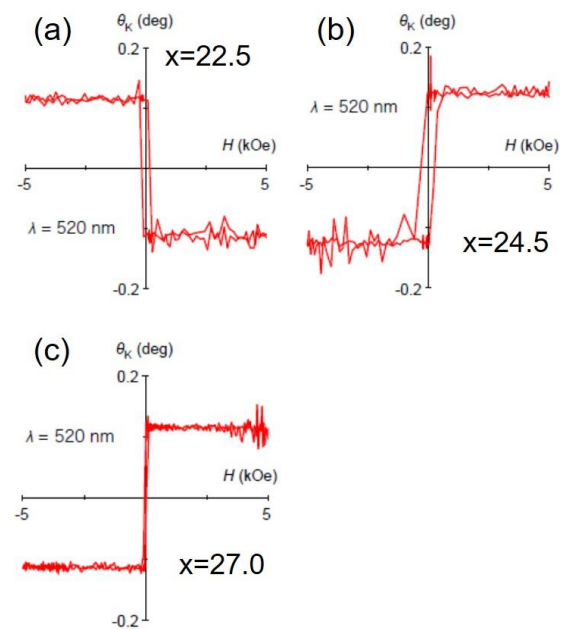 (a)
θK (deg)
0.2
x=22.5
H (kOe)
-5
5
λ = 520 nm
-0.2
(b)
θK (deg)
0.2
λ = 520 nm
H (kOe)
-5
5
x=24.5
-0.2
(c)
θK (deg)
0.2
λ = 520 nm
H (kOe)
-5
5
x=27.0
-0.2